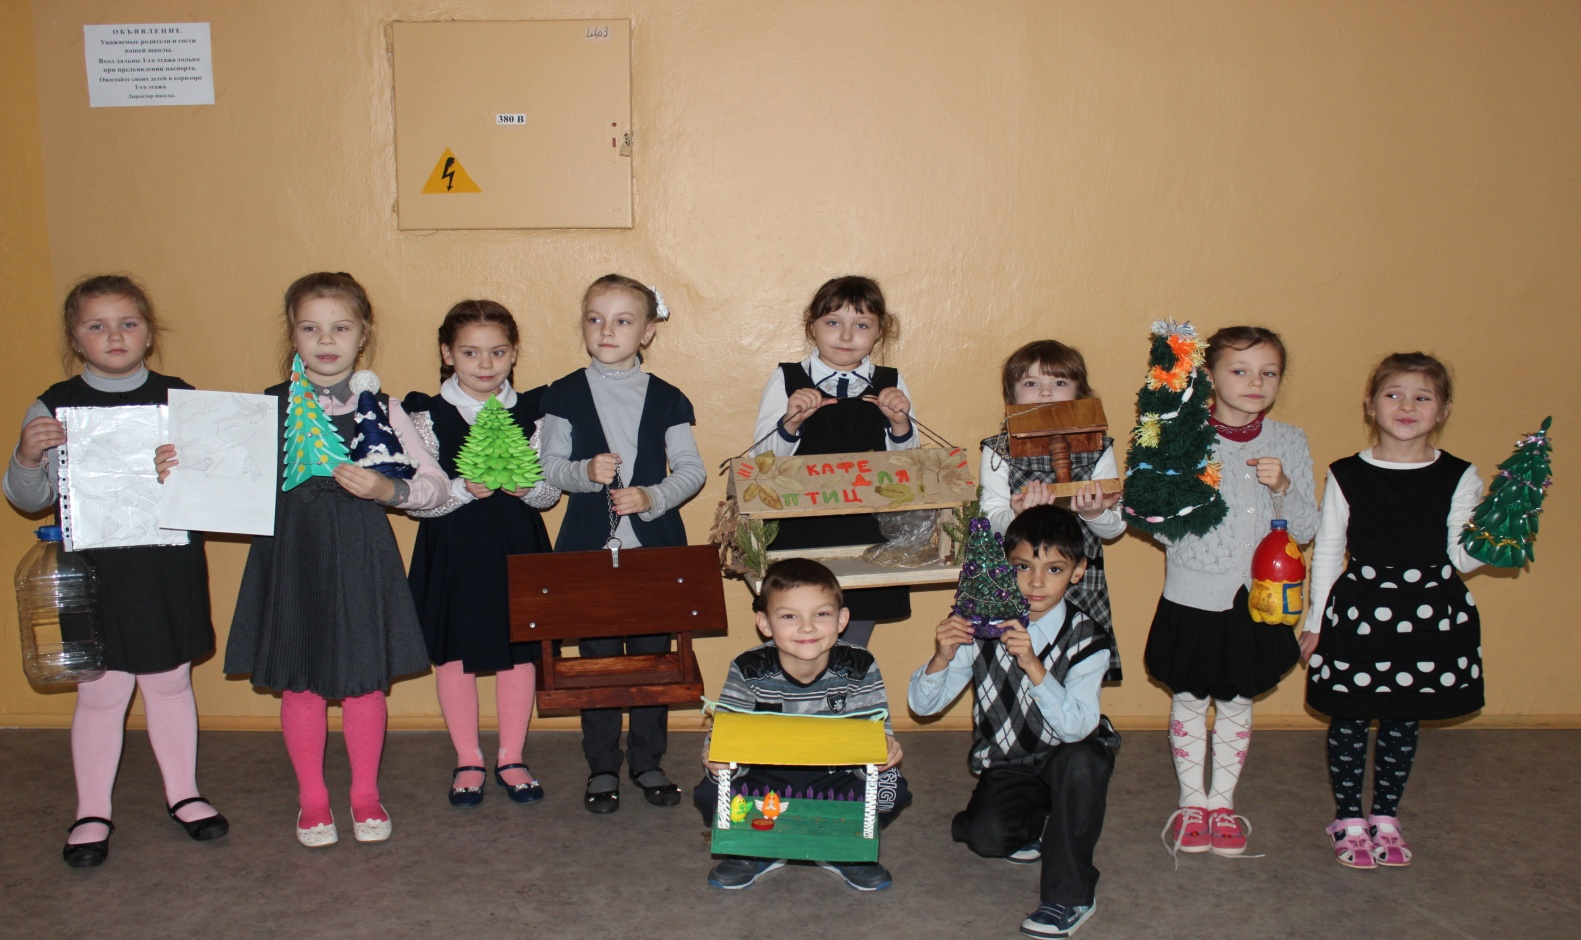 ОБЪЯВЛЕНИЕ.
Уважаемые родители и гости
нашей школы.
Вход дальше 1-го этажа только
при предъявлении паспорта.
Ожидайте своих детей в коридоре
1-го этажа.
Директор школы.
ЩО3
380 В
КАФЕ
ДЛЯ
ПТИЦ